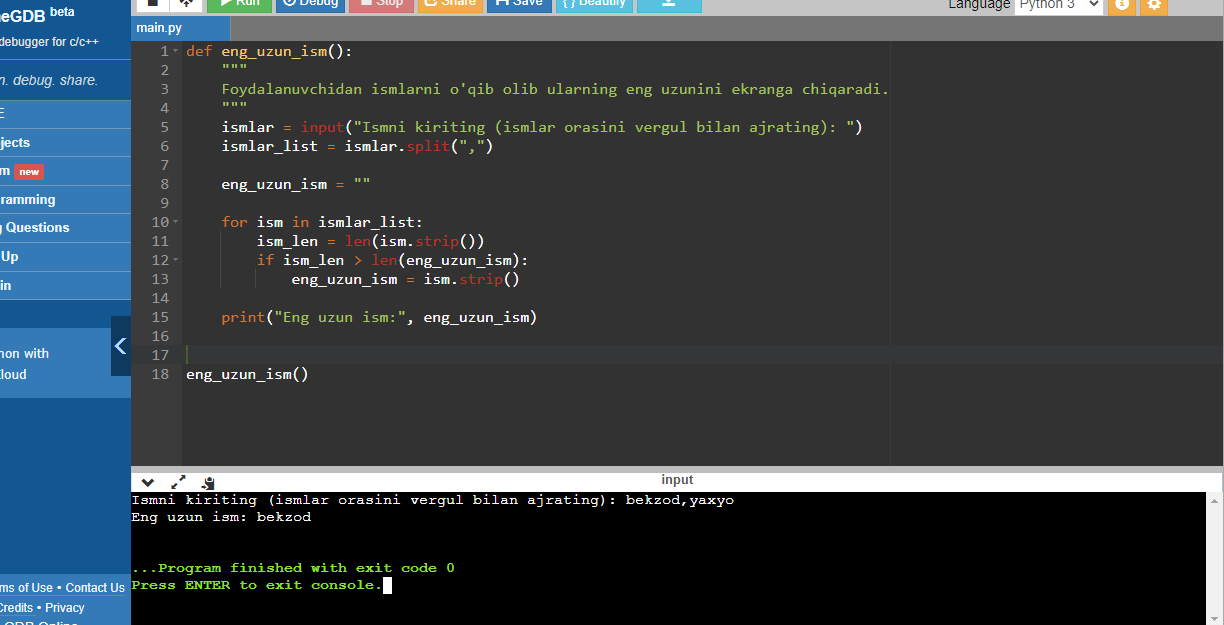 Run Debug Stop Share Save {} Beautify
Language Python 3
eGDB beta
debugger for c/c++
n. debug. share.
E
jects
m new
ramming
g Questions
Up
in
non with
loud
ms of Use • Contact Us
Credits • Privacy
GDB Online
main.py
1 def eng_uzun_ism():
2 """
3 Foydalanuvchidan ismlarni o'qib olib ularning eng uzunini ekranga chiqaradi.
4 """
5 ismlar = input("Ismni kiriting (ismlar orasini vergul bilan ajrating): ")
6 ismlar_list = ismlar.split(",")
7
8 eng_uzun_ism = ""
9
10 for ism in ismlar_list:
11 ism_len = len(ism.strip())
12 if ism_len > len(eng_uzun_ism):
13 eng_uzun_ism = ism.strip()
14
15 print("Eng uzun ism:", eng_uzun_ism)
16
17
18 eng_uzun_ism()
input
Ismni kiriting (ismlar orasini vergul bilan ajrating): bekzod,yaxyo
Eng uzun ism: bekzod
...Program finished with exit code 0
Press ENTER to exit console.